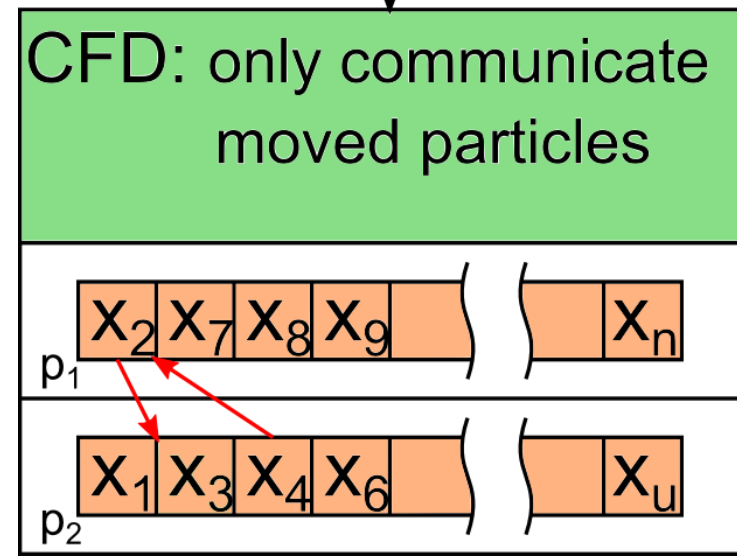 CFD: only communicate
moved particles
x₂ x₇ x₈ x₉ xₙ
p₁
x₁ x₃ x₄ x₆ xᵤ
p₂